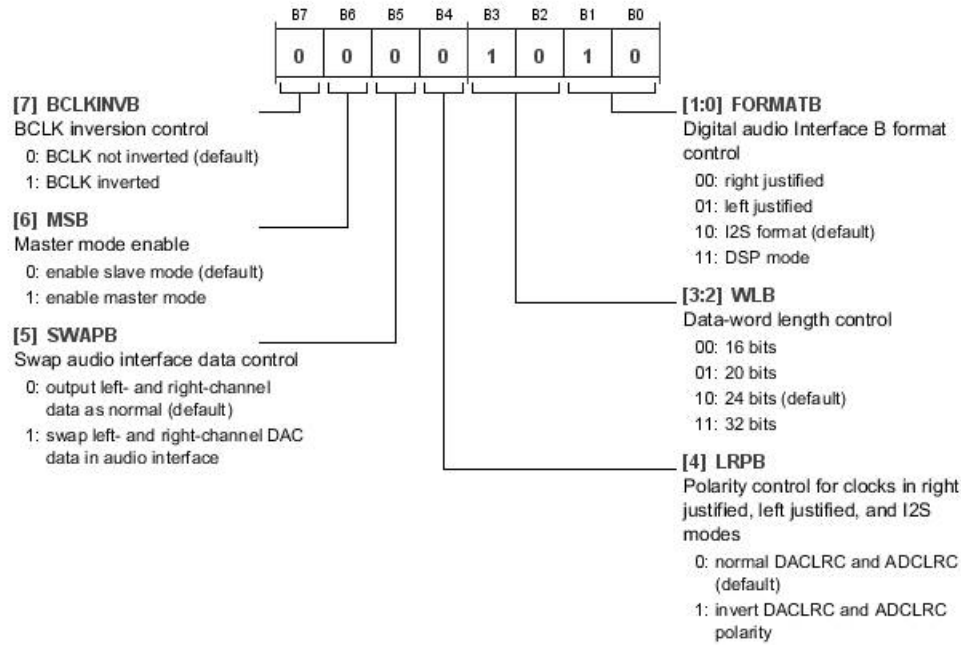 B7 B6 B5 B4 B3 B2 B1 B0
0 0 0 0 1 0 1 0
[7] BCLKINVB
BCLK inversion control
0: BCLK not inverted (default)
1: BCLK inverted
[6] MSB
Master mode enable
0: enable slave mode (default)
1: enable master mode
[5] SWAPB
Swap audio interface data control
0: output left- and right-channel
data as normal (default)
1: swap left- and right-channel DAC
data in audio interface
[1:0] FORMATB
Digital audio Interface B format
control
00: right justified
01: left justified
10: I2S format (default)
11: DSP mode
[3:2] WLB
Data-word length control
00: 16 bits
01: 20 bits
10: 24 bits (default)
11: 32 bits
[4] LRPB
Polarity control for clocks in right
justified, left justified, and I2S
modes
0: normal DACLRC and ADCLRC
(default)
1: invert DACLRC and ADCLRC
polarity